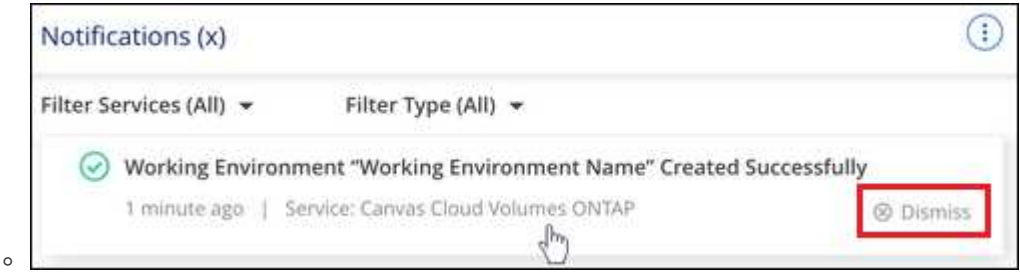 Notifications (x)
Filter Services (All) Filter Type (All)
Working Environment “Working Environment Name” Created Successfully
1 minute ago | Service: Canvas Cloud Volumes ONTAP
Dismiss